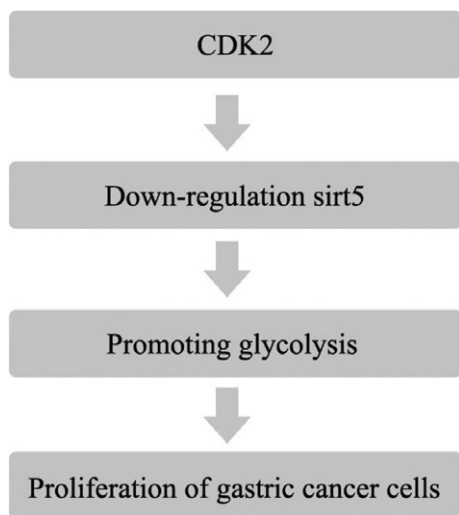 CDK2
Down-regulation sirt5
Promoting glycolysis
Proliferation of gastric cancer cells